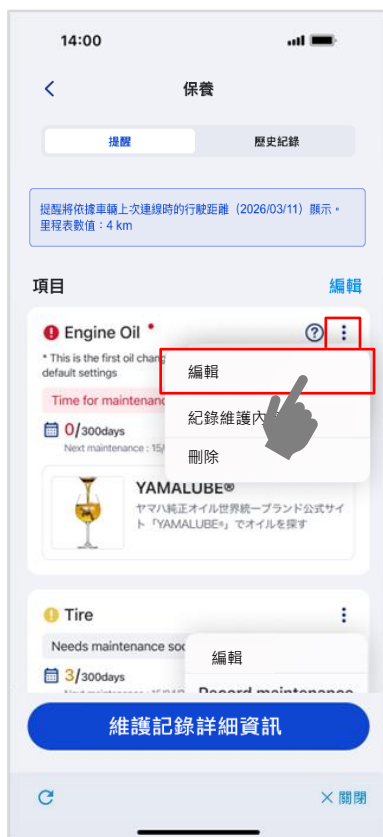 14:00
保養
提醒
歷史紀錄
提醒將依據車輛上次連線時的行駛距離（2026/03/11）顯示。
里程表數值：4 km
項目
編輯
Engine Oil
* This is the first oil chang
default settings
編輯
Time for maintenanc
紀錄維護內
0/300days
Next maintenance : 15/
刪除
YAMALUBE®
ヤマハ純正オイル世界統一ブランド公式サイ
ト「YAMALUBE®」でオイルを探す
Tire
Needs maintenance soo
編輯
3/300days
Record maintenance
維護記錄詳細資訊
關閉